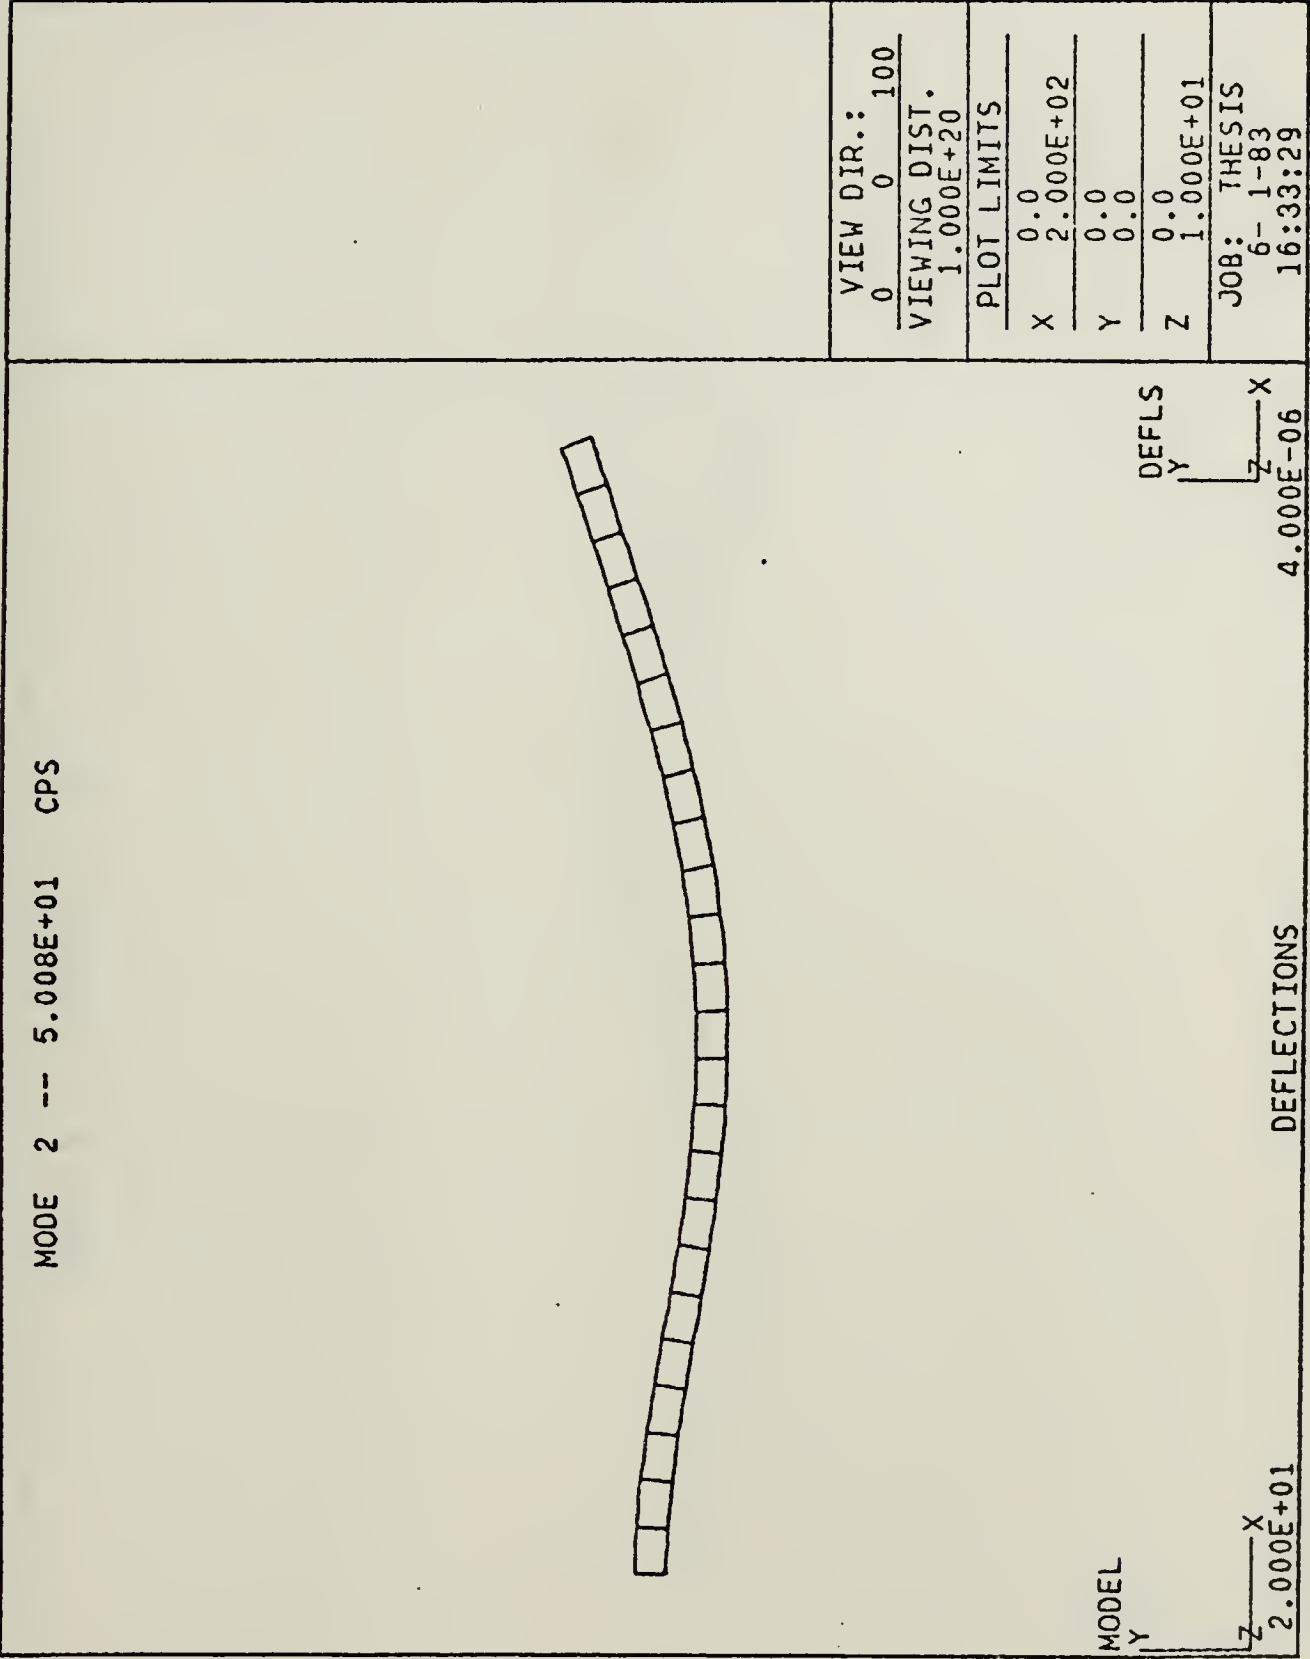 MODE 2 -- 5.008E+01 CPS
VIEW DIR.:
0 0 100
VIEWING DIST.
1.000E+20
PLOT LIMITS
X 0.0
2.000E+02
Y 0.0
0.0
Z 0.0
1.000E+01
JOB: THESIS
6- 1-83
16:33:29
MODEL
Y
Z X
2.000E+01
DEFLECTIONS
DEFLS
Y
Z X
4.000E-06